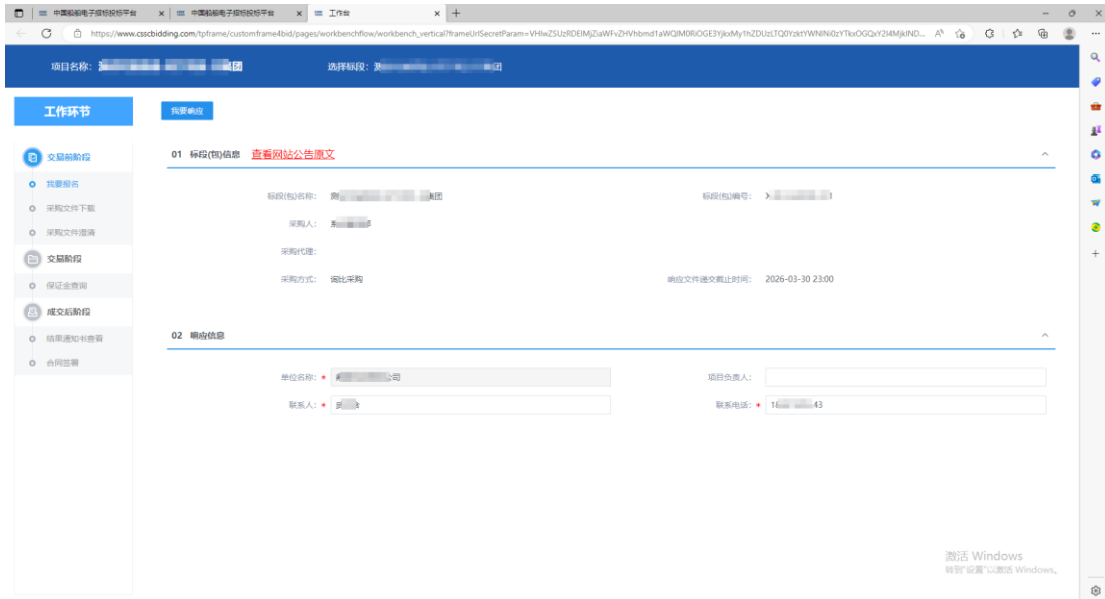 中国船舶电子招标投标平台
中国船舶电子招标投标平台
工作台
https://www.csscbidding.com/tpframe/customframe4bid/pages/workbenchflow/workbench_vertical?frameUrlSecretParam=
项目名称： 集团
选择标段： 测 团
工作环节
我要响应
交易前阶段
我要报名
采购文件下载
采购文件澄清
交易阶段
保证金查询
成交后阶段
结果通知书查看
合同签署
01 标段(包)信息 查看网站公告原文
标段(包)名称： 测 集团
标段(包)编号： 1
采购人：
采购代理：
采购方式： 询比采购
响应文件递交截止时间： 2026-03-30 23:00
02 响应信息
单位名称：* 公司
项目负责人：
联系人：*
联系电话：* 18 43
激活 Windows
转到"设置"以激活 Windows。